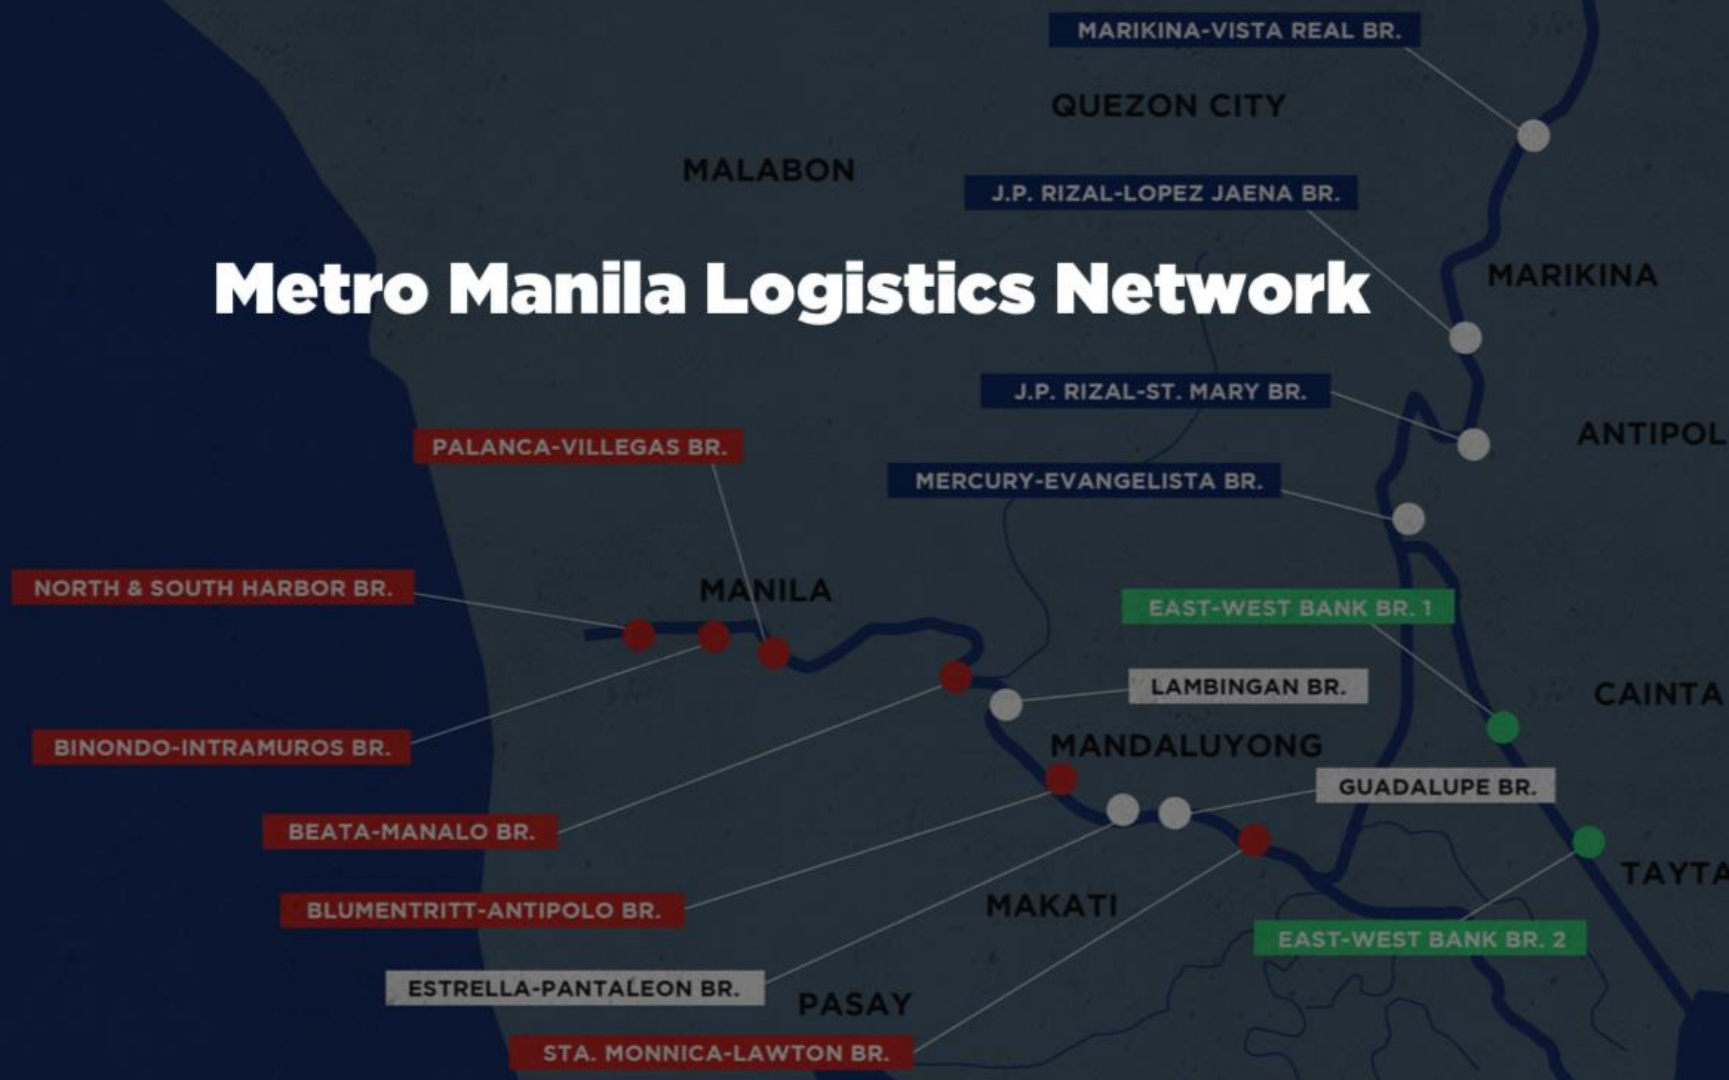 MARIKINA-VISTA REAL BR.
QUEZON CITY
MALABON
J.P. RIZAL-LOPEZ JAENA BR.
Metro Manila Logistics Network
MARIKINA
J.P. RIZAL-ST. MARY BR.
ANTIPOL
PALANCA-VILLEGAS BR.
MERCURY-EVANGELISTA BR.
NORTH & SOUTH HARBOR BR.
MANILA
EAST-WEST BANK BR. 1
LAMBINGAN BR.
CAINTA
BINONDO-INTRAMUROS BR.
MANDALUYONG
GUADALUPE BR.
BEATA-MANALO BR.
TAYTA
BLUMENTRITT-ANTIPOLO BR.
MAKATI
EAST-WEST BANK BR. 2
ESTRELLA-PANTALEON BR.
PASAY
STA. MONNICA-LAWTON BR.